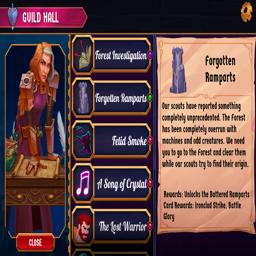 GUILD HALL
Forest Investigation
Forgotten Ramparts
Fetid Smoke
A Song of Crystal
The Lost Warrior
CLOSE
Forgotten
Ramparts
Our scouts have reported something
completely unprecedented. The Forest
has been completely overrun with
machines and odd creatures. We need
you to go to the Forest and clear them
while our scouts try to find their origin.
Rewards: Unlocks the Battered Ramparts
Card Rewards: Ironclad Strike, Battle
Glory